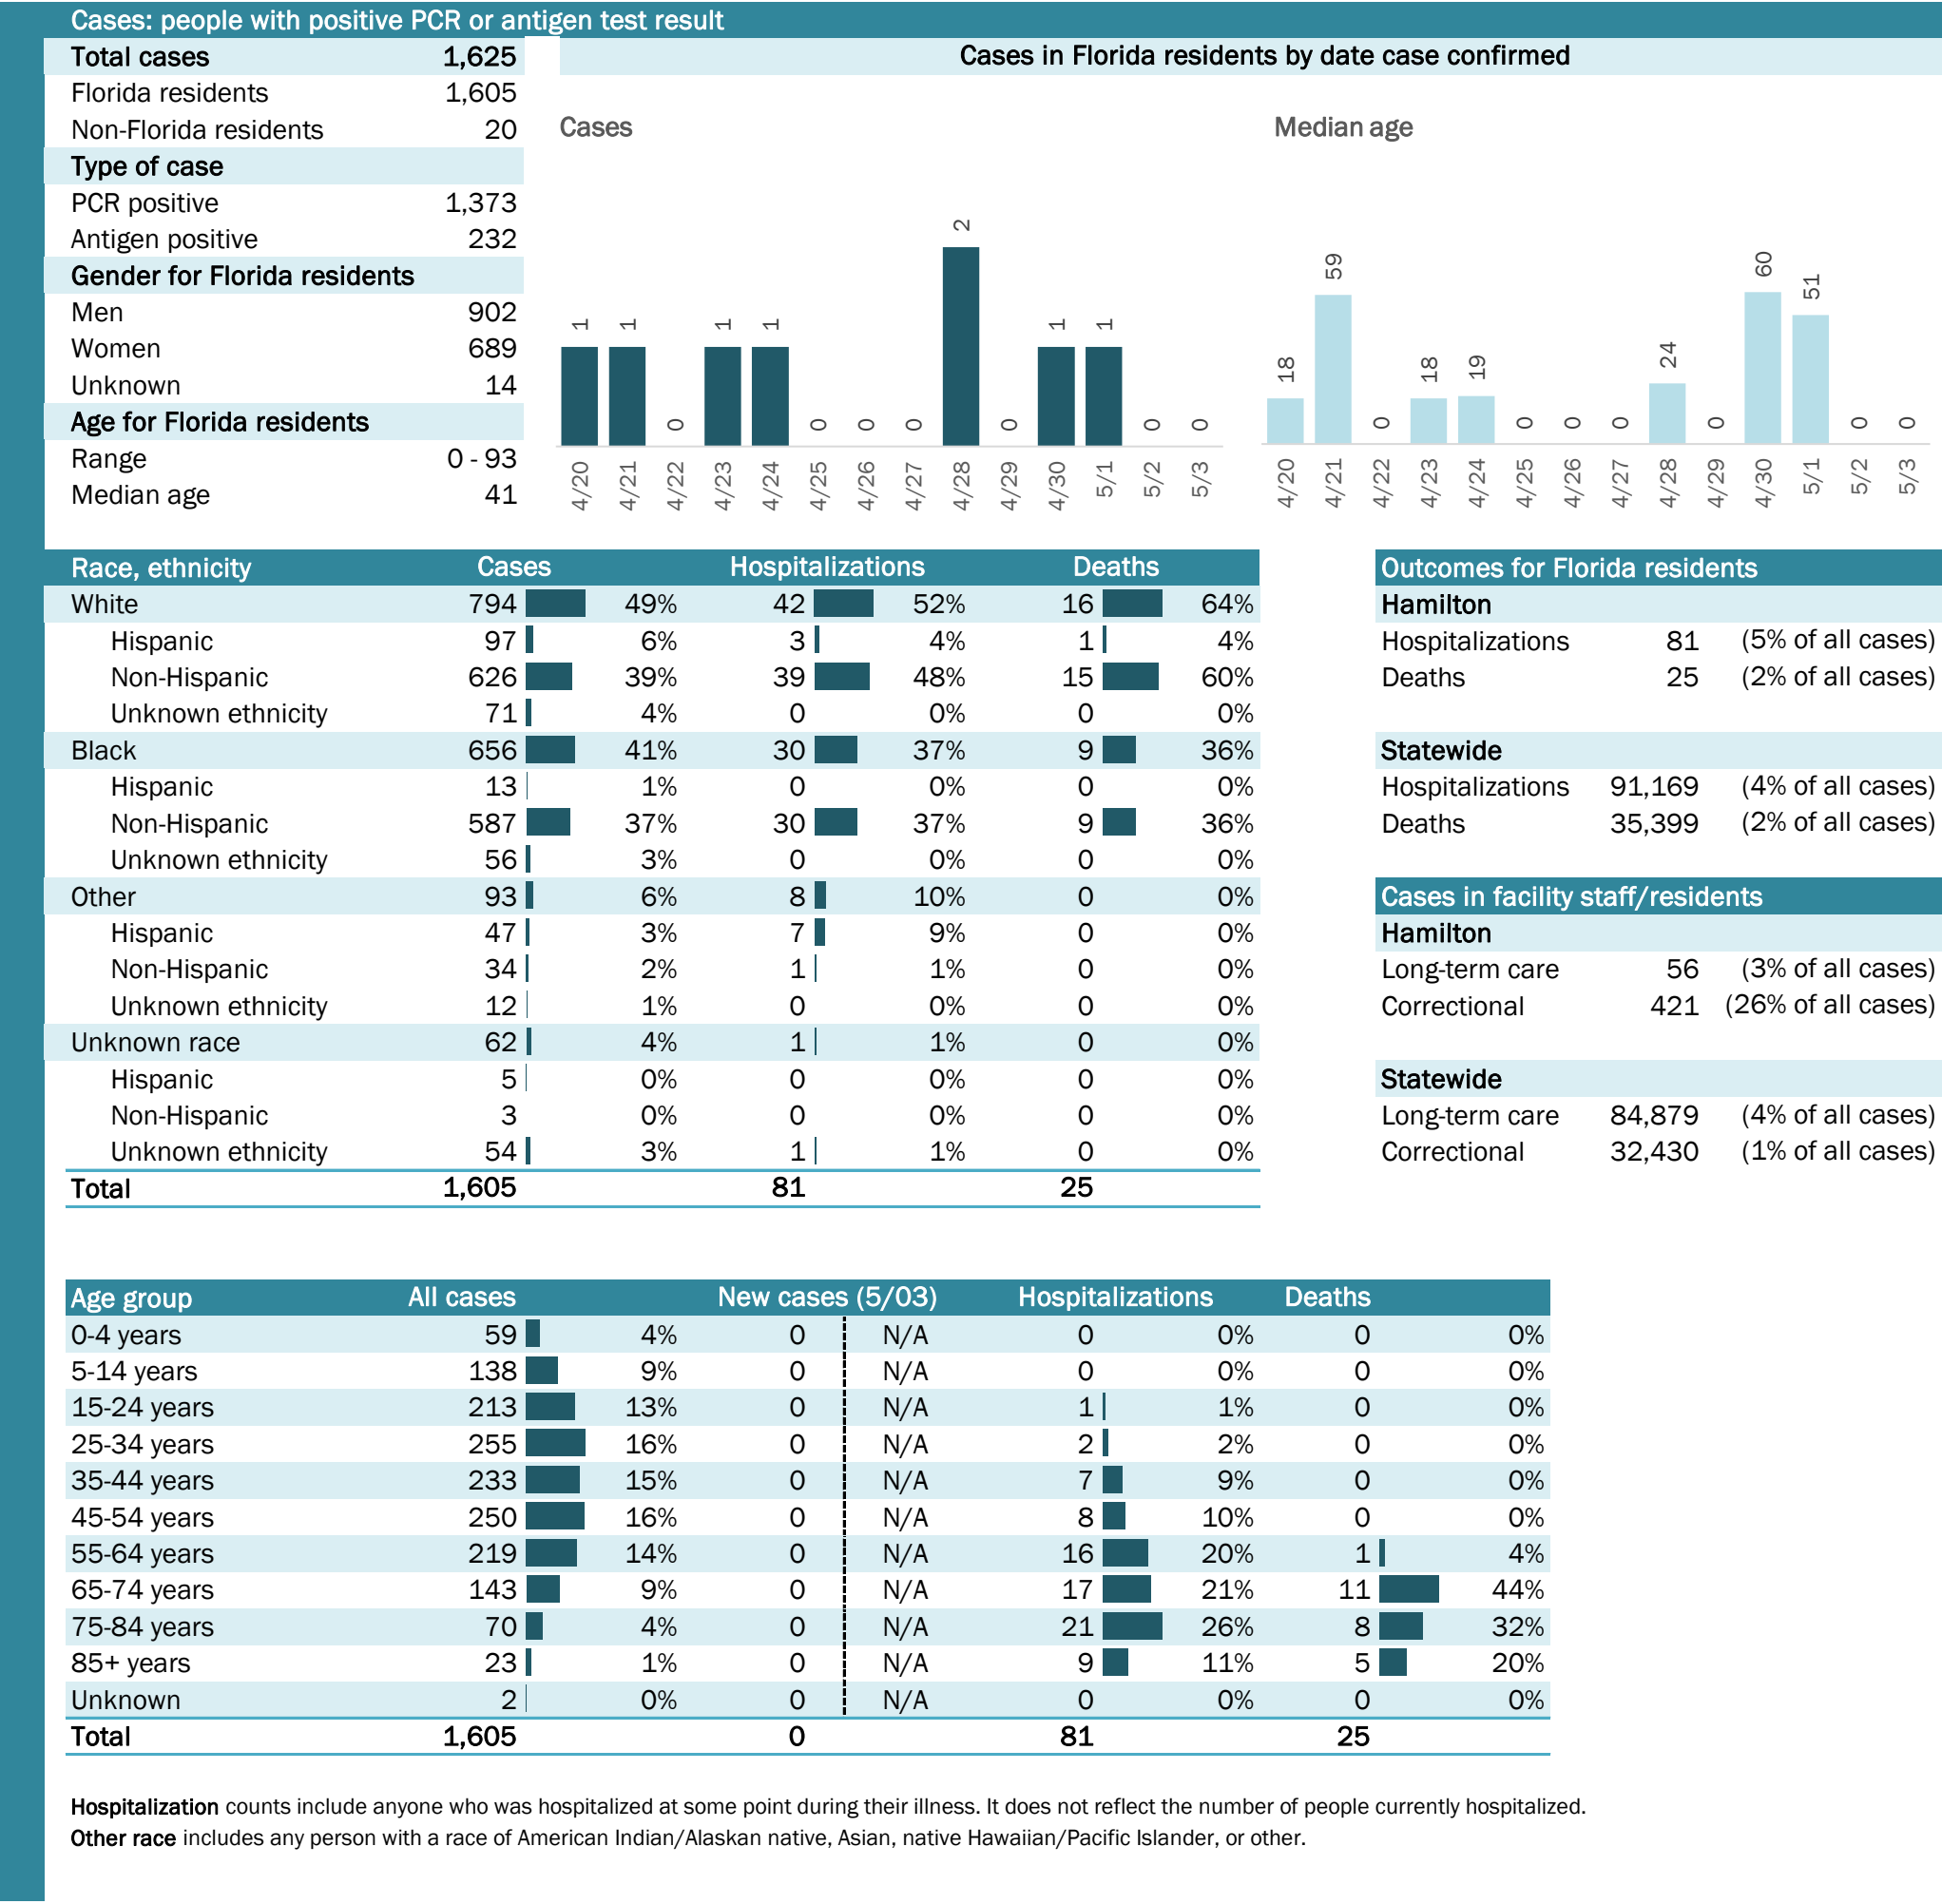 Cases: people with positive PCR or antigen test result
Total cases 1,625
Florida residents 1,605
Non-Florida residents 20
Type of case
PCR positive 1,373
Antigen positive 232
Gender for Florida residents
Men 902
Women 689
Unknown 14
Age for Florida residents
Range 0 - 93
Median age 41
Cases in Florida residents by date case confirmed
Cases
1 1 0 1 1 0 0 0 2 0 1 1 0 0
4/20 4/21 4/22 4/23 4/24 4/25 4/26 4/27 4/28 4/29 4/30 5/1 5/2 5/3
Median age
18 59 0 18 19 0 0 0 24 0 60 51 0 0
4/20 4/21 4/22 4/23 4/24 4/25 4/26 4/27 4/28 4/29 4/30 5/1 5/2 5/3
Race, ethnicity Cases Hospitalizations Deaths
White 794 49% 42 52% 16 64%
Hispanic 97 6% 3 4% 1 4%
Non-Hispanic 626 39% 39 48% 15 60%
Unknown ethnicity 71 4% 0 0% 0 0%
Black 656 41% 30 37% 9 36%
Hispanic 13 1% 0 0% 0 0%
Non-Hispanic 587 37% 30 37% 9 36%
Unknown ethnicity 56 3% 0 0% 0 0%
Other 93 6% 8 10% 0 0%
Hispanic 47 3% 7 9% 0 0%
Non-Hispanic 34 2% 1 1% 0 0%
Unknown ethnicity 12 1% 0 0% 0 0%
Unknown race 62 4% 1 1% 0 0%
Hispanic 5 0% 0 0% 0 0%
Non-Hispanic 3 0% 0 0% 0 0%
Unknown ethnicity 54 3% 1 1% 0 0%
Total 1,605 81 25
Outcomes for Florida residents
Hamilton
Hospitalizations 81 (5% of all cases)
Deaths 25 (2% of all cases)
Statewide
Hospitalizations 91,169 (4% of all cases)
Deaths 35,399 (2% of all cases)
Cases in facility staff/residents
Hamilton
Long-term care 56 (3% of all cases)
Correctional 421 (26% of all cases)
Statewide
Long-term care 84,879 (4% of all cases)
Correctional 32,430 (1% of all cases)
Age group All cases New cases (5/03) Hospitalizations Deaths
0-4 years 59 4% 0 N/A 0 0% 0 0%
5-14 years 138 9% 0 N/A 0 0% 0 0%
15-24 years 213 13% 0 N/A 1 1% 0 0%
25-34 years 255 16% 0 N/A 2 2% 0 0%
35-44 years 233 15% 0 N/A 7 9% 0 0%
45-54 years 250 16% 0 N/A 8 10% 0 0%
55-64 years 219 14% 0 N/A 16 20% 1 4%
65-74 years 143 9% 0 N/A 17 21% 11 44%
75-84 years 70 4% 0 N/A 21 26% 8 32%
85+ years 23 1% 0 N/A 9 11% 5 20%
Unknown 2 0% 0 N/A 0 0% 0 0%
Total 1,605 0 81 25
Hospitalization counts include anyone who was hospitalized at some point during their illness. It does not reflect the number of people currently hospitalized.
Other race includes any person with a race of American Indian/Alaskan native, Asian, native Hawaiian/Pacific Islander, or other.